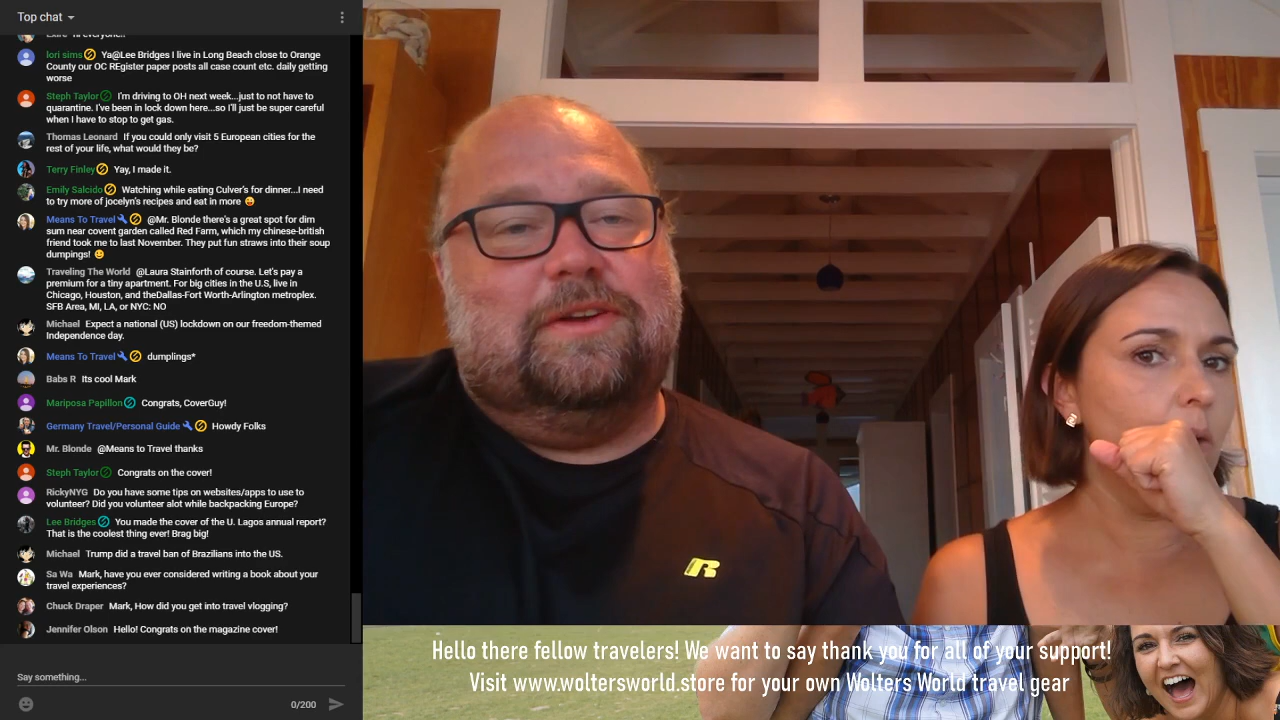 Top chat
lori sims Ya@Lee Bridges I live in Long Beach close to Orange
County our OC REgister paper posts all case count etc. daily getting
worse
Steph Taylor I'm driving to OH next week...just to not have to
quarantine. I've been in lock down here...so I'll just be super careful
when I have to stop to get gas.
Thomas Leonard If you could only visit 5 European cities for the
rest of your life, what would they be?
Terry Finley Yay, I made it.
Emily Salcido Watching while eating Culver's for dinner...I need
to try more of jocelyn's recipes and eat in more
Means To Travel @Mr. Blonde there's a great spot for dim
sum near covent garden called Red Farm, which my chinese-british
friend took me to last November. They put fun straws into their soup
dumpings!
Traveling The World @Laura Stainforth of course. Let's pay a
premium for a tiny apartment. For big cities in the U.S, live in
Chicago, Houston, and theDallas-Fort Worth-Arlington metroplex.
SFB Area, MI, LA, or NYC: NO
Michael Expect a national (US) lockdown on our freedom-themed
Independence day.
Means To Travel dumplings*
Babs R Its cool Mark
Mariposa Papillon Congrats, CoverGuy!
Germany Travel/Personal Guide Howdy Folks
Mr. Blonde @Means to Travel thanks
Steph Taylor Congrats on the cover!
RickyNYG Do you have some tips on websites/apps to use to
volunteer? Did you volunteer alot while backpacking Europe?
Lee Bridges You made the cover of the U. Lagos annual report?
That is the coolest thing ever! Brag big!
Michael Trump did a travel ban of Brazilians into the US.
Sa Wa Mark, have you ever considered writing a book about your
travel experiences?
Chuck Draper Mark, How did you get into travel vlogging?
Jennifer Olson Hello! Congrats on the magazine cover!
Say something...
0/200
R
Hello there fellow travelers! We want to say thank you for all of your support!
Visit www.woltersworld.store for your own Wolters World travel gear